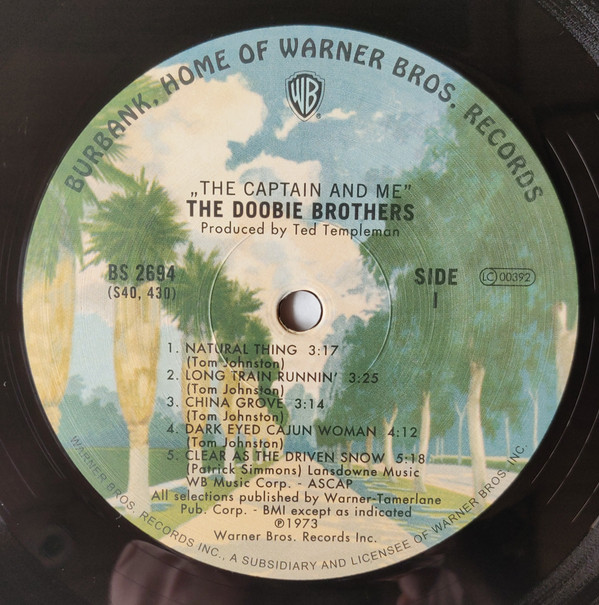 BURBANK, HOME OF WARNER BROS. RECORDS
WB
®
„THE CAPTAIN AND ME”
THE DOOBIE BROTHERS
Produced by Ted Templeman
BS 2694
(S40, 430)
SIDE
I
LC 00392
1. NATURAL THING 3:17
(Tom Johnston)
2. LONG TRAIN RUNNIN' 3:25
(Tom Johnston)
3. CHINA GROVE 3:14
(Tom Johnston)
4. DARK EYED CAJUN WOMAN 4:12
(Tom Johnston)
5. CLEAR AS THE DRIVEN SNOW 5:18
(Patrick Simmons) Lansdowne Music
WB Music Corp. - ASCAP
All selections published by Warner-Tamerlane
Pub. Corp. - BMI except as indicated
℗1973
Warner Bros. Records Inc.
WARNER BROS. RECORDS INC., A SUBSIDIARY AND LICENSEE OF WARNER BROS. INC.